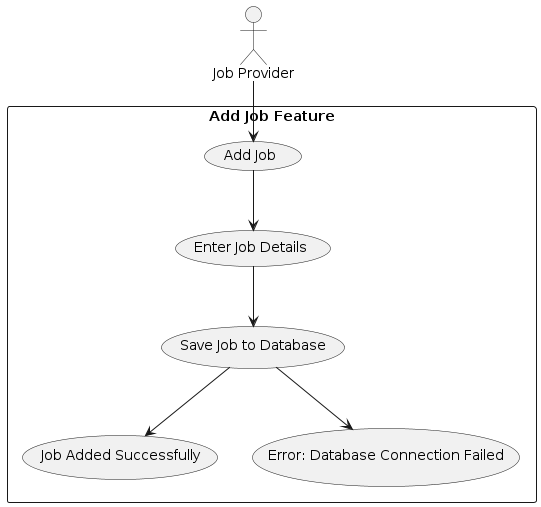 Job Provider
Add Job Feature
Add Job
Enter Job Details
Save Job to Database
Job Added Successfully
Error: Database Connection Failed